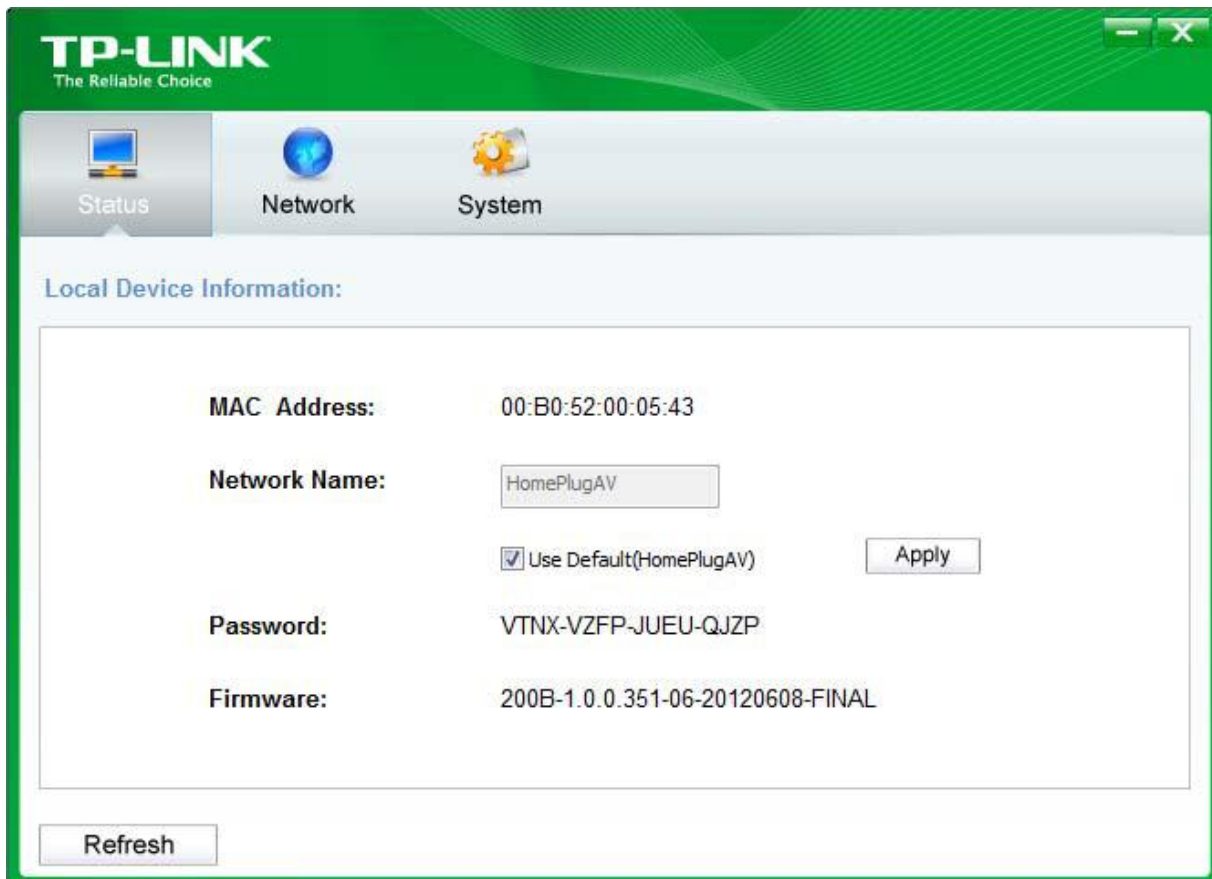 TP-LINK
The Reliable Choice
Status
Network
System
Local Device Information:
MAC Address: 00:B0:52:00:05:43
Network Name: HomePlugAV
Use Default(HomePlugAV) Apply
Password: VTNX-VZFP-JUEU-QJZP
Firmware: 200B-1.0.0.351-06-20120608-FINAL
Refresh